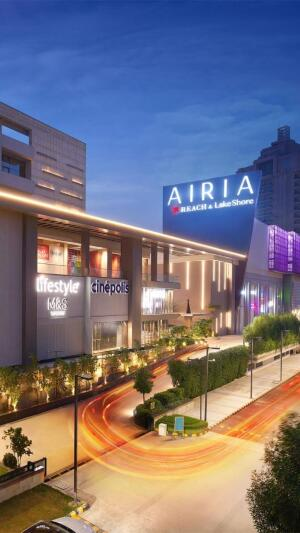 AIRIA
REACH & Lake Shore
lifestyle
cinépolis
M&S